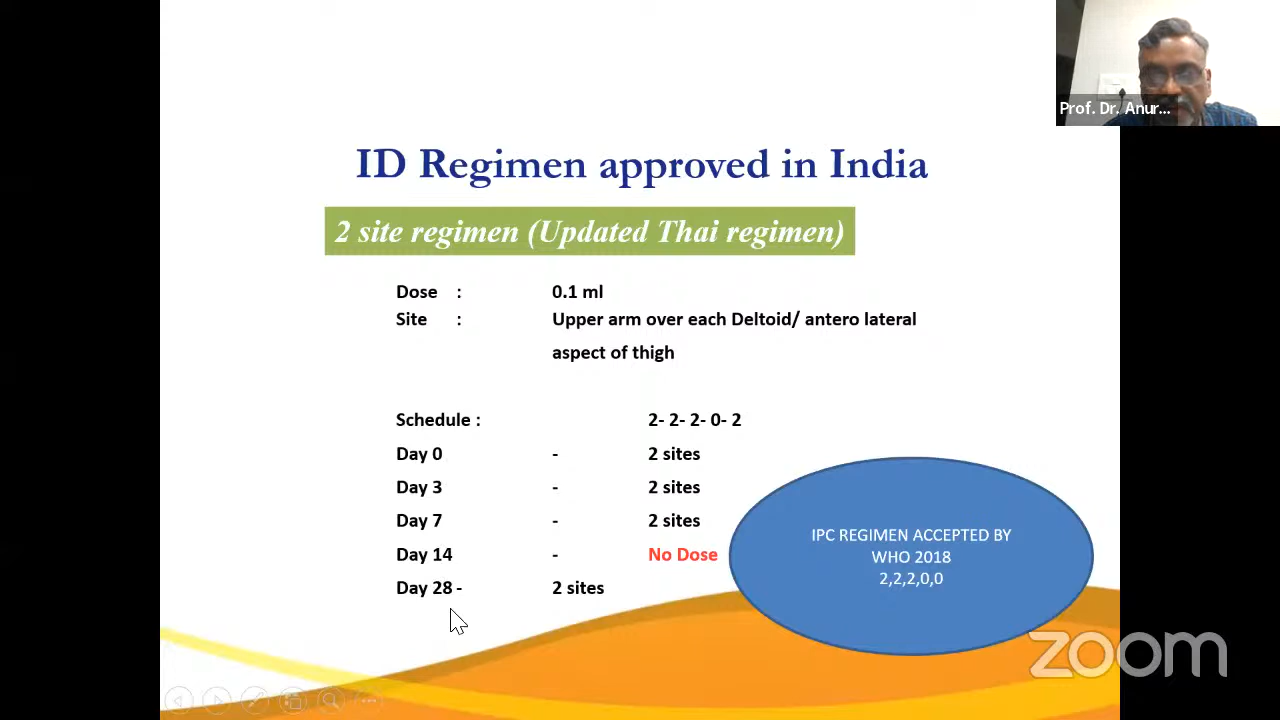 Prof. Dr. Anur...
ID Regimen approved in India
2 site regimen (Updated Thai regimen)
Dose : 0.1 ml
Site : Upper arm over each Deltoid/ antero lateral
aspect of thigh
Schedule : 2- 2- 2- 0- 2
Day 0 - 2 sites
Day 3 - 2 sites
Day 7 - 2 sites
Day 14 - No Dose
Day 28 - 2 sites
IPC REGIMEN ACCEPTED BY
WHO 2018
2,2,2,0,0
zoom